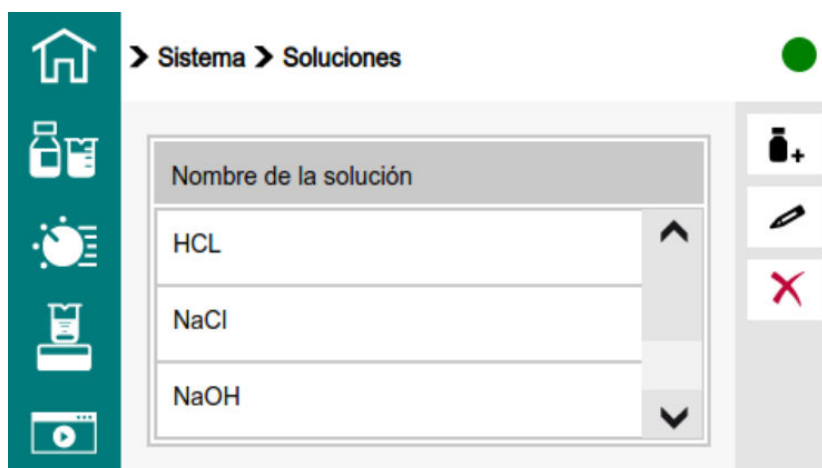 > Sistema > Soluciones
Nombre de la solución
HCL
NaCl
NaOH